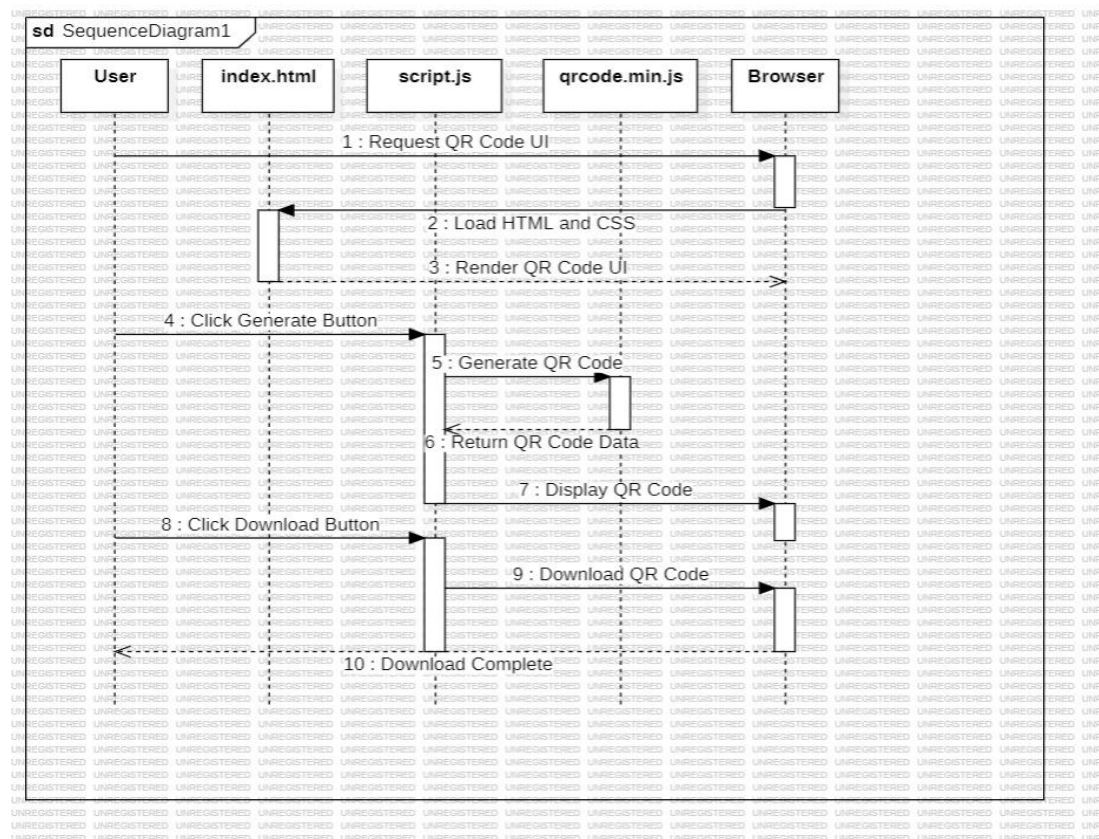 sd SequenceDiagram1
User index.html script.js qrcode.min.js Browser
1 : Request QR Code UI
2 : Load HTML and CSS
3 : Render QR Code UI
4 : Click Generate Button
5 : Generate QR Code
6 : Return QR Code Data
7 : Display QR Code
8 : Click Download Button
9 : Download QR Code
10 : Download Complete
UNREGISTERED